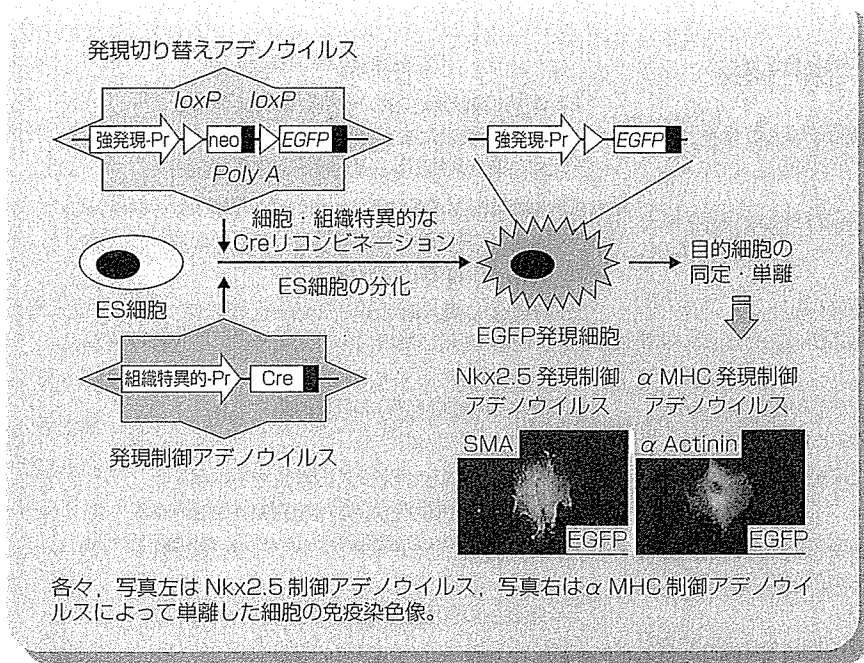 発現切り替えアデノウイルス
loxP loxP
強発現-Pr neo EGFP
Poly A
強発現-Pr EGFP
細胞・組織特異的な
Creリコンビネーション
ES細胞の分化
ES細胞
目的細胞の
同定・単離
EGFP発現細胞
組織特異的-Pr Cre
発現制御アデノウイルス
Nkx2.5 発現制御
アデノウイルス
α MHC 発現制御
アデノウイルス
SMA
EGFP
α Actinin
EGFP
各々，写真左は Nkx2.5 制御アデノウイルス，写真右は α MHC 制御アデノウイ
ルスによって単離した細胞の免疫染色像。